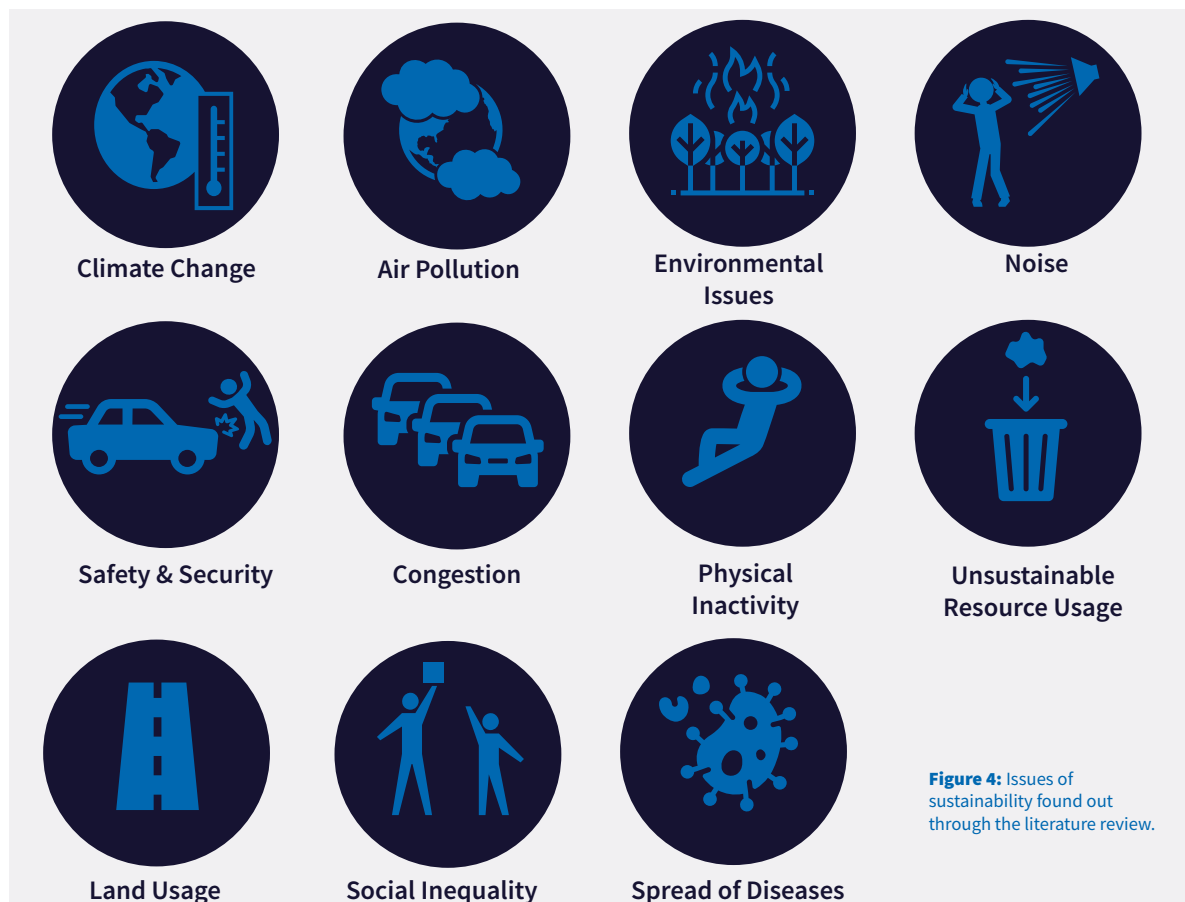 Climate Change
Air Pollution
Environmental
Issues
Noise
Safety & Security
Congestion
Physical
Inactivity
Unsustainable
Resource Usage
Land Usage
Social Inequality
Spread of Diseases
Figure 4: Issues of
sustainability found out
through the literature review.